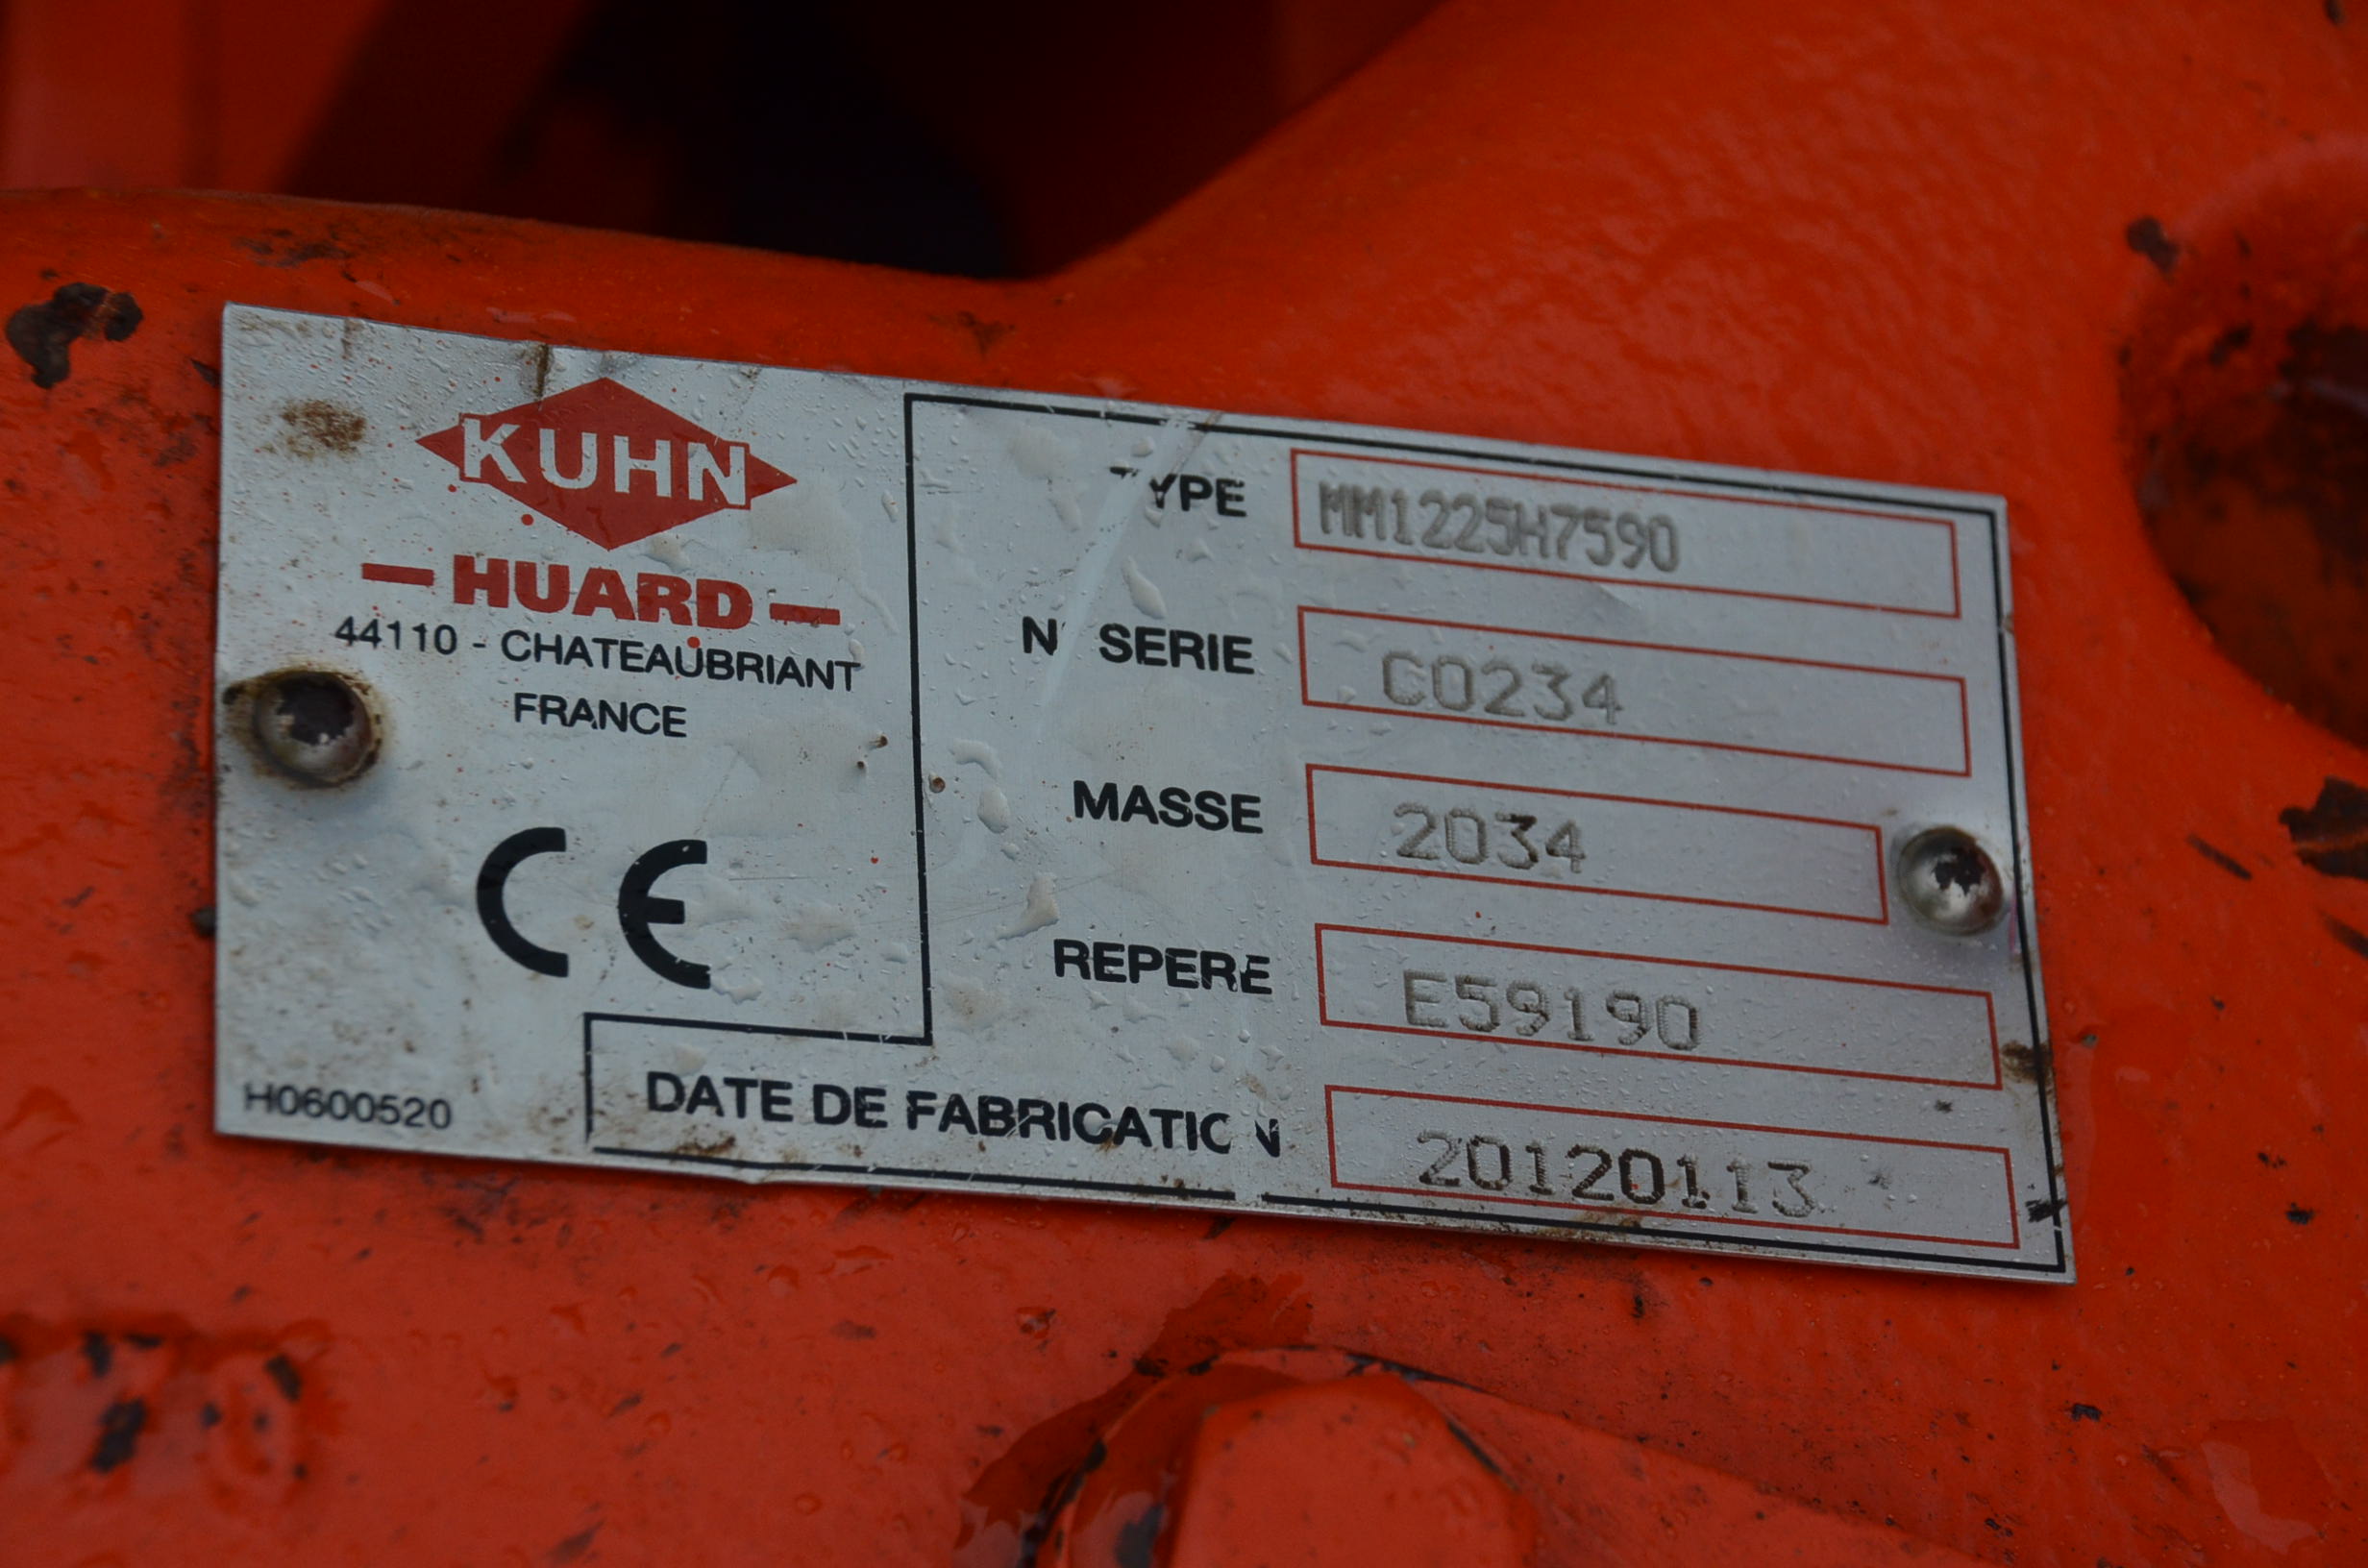 KUHN
HUARD
44110 - CHATEAUBRIANT
FRANCE
CE
H0600520
TYPE MM1225H7590
N° SERIE C0234
MASSE 2034
REPERE E59190
DATE DE FABRICATION 20120113